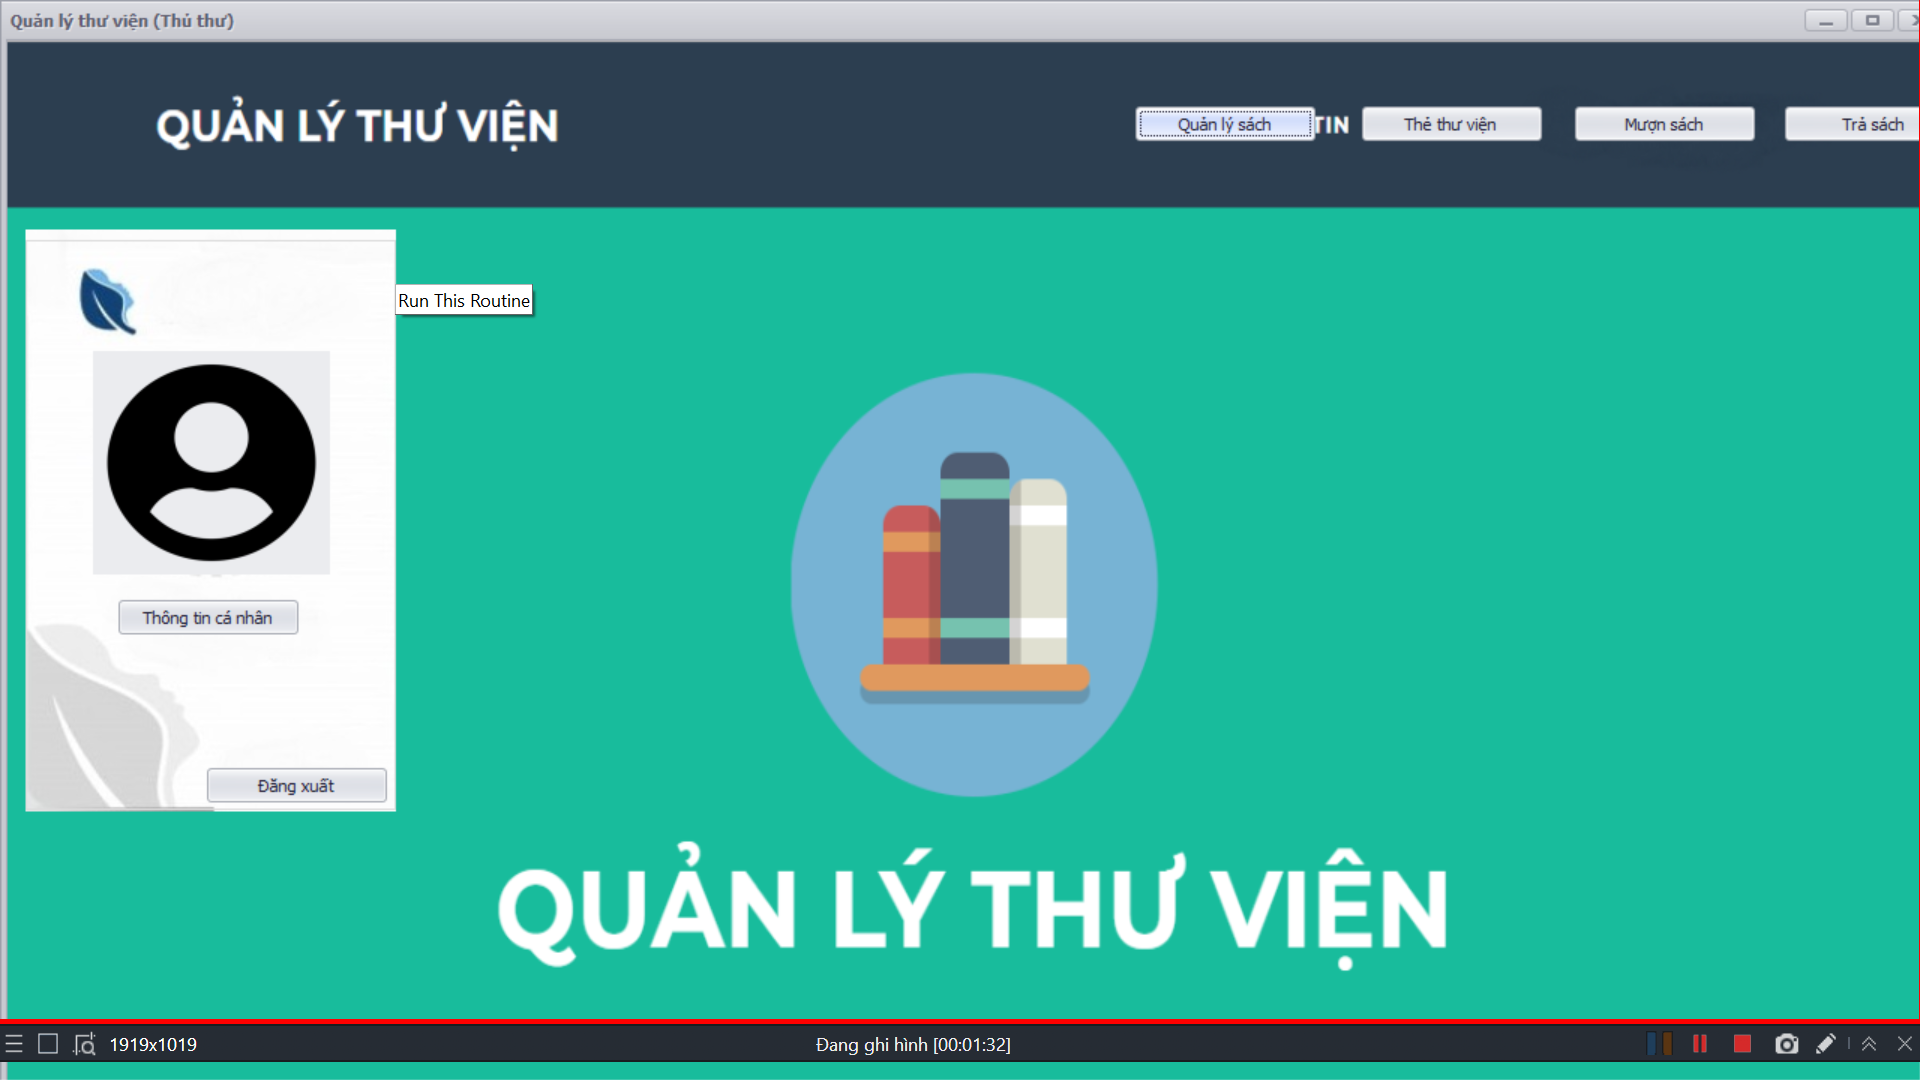 Quản lý thư viện (Thủ thư)
QUẢN LÝ THƯ VIỆN
Quản lý sách
TIN
Thẻ thư viện
Mượn sách
Trả sách
Run This Routine
Thông tin cá nhân
Đăng xuất
QUẢN LÝ THƯ VIỆN
1919x1019
Đang ghi hình [00:01:32]